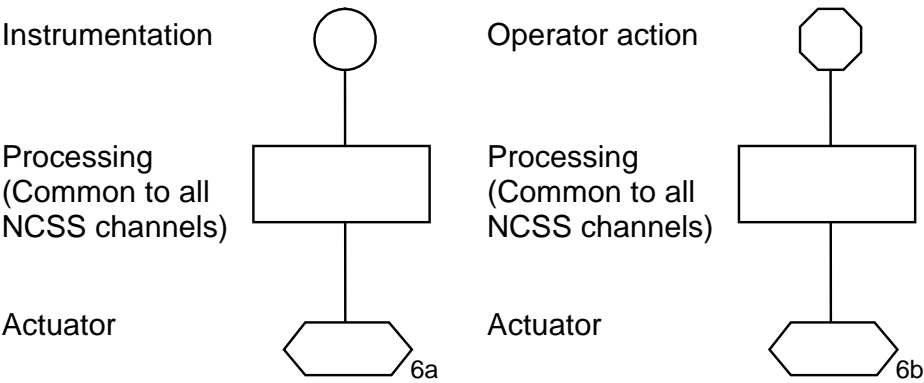 Instrumentation
Processing
(Common to all
NCSS channels)
Actuator
6a
Operator action
Processing
(Common to all
NCSS channels)
Actuator
6b